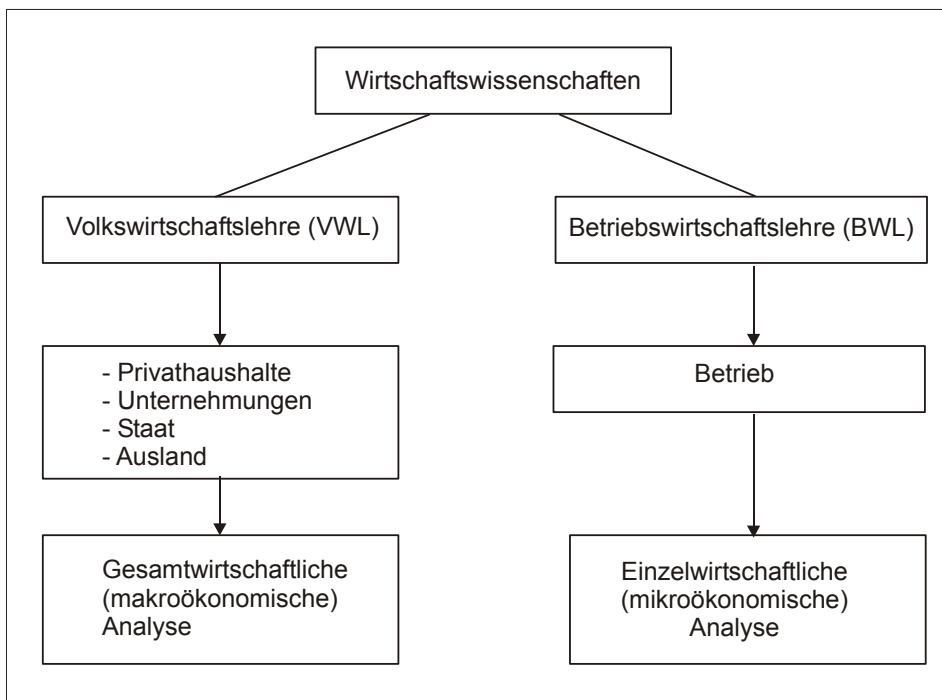 Wirtschaftswissenschaften
Volkswirtschaftslehre (VWL)
Betriebswirtschaftslehre (BWL)
- Privathaushalte
- Unternehmungen
- Staat
- Ausland
Betrieb
Gesamtwirtschaftliche
(makroökonomische)
Analyse
Einzelwirtschaftliche
(mikroökonomische)
Analyse